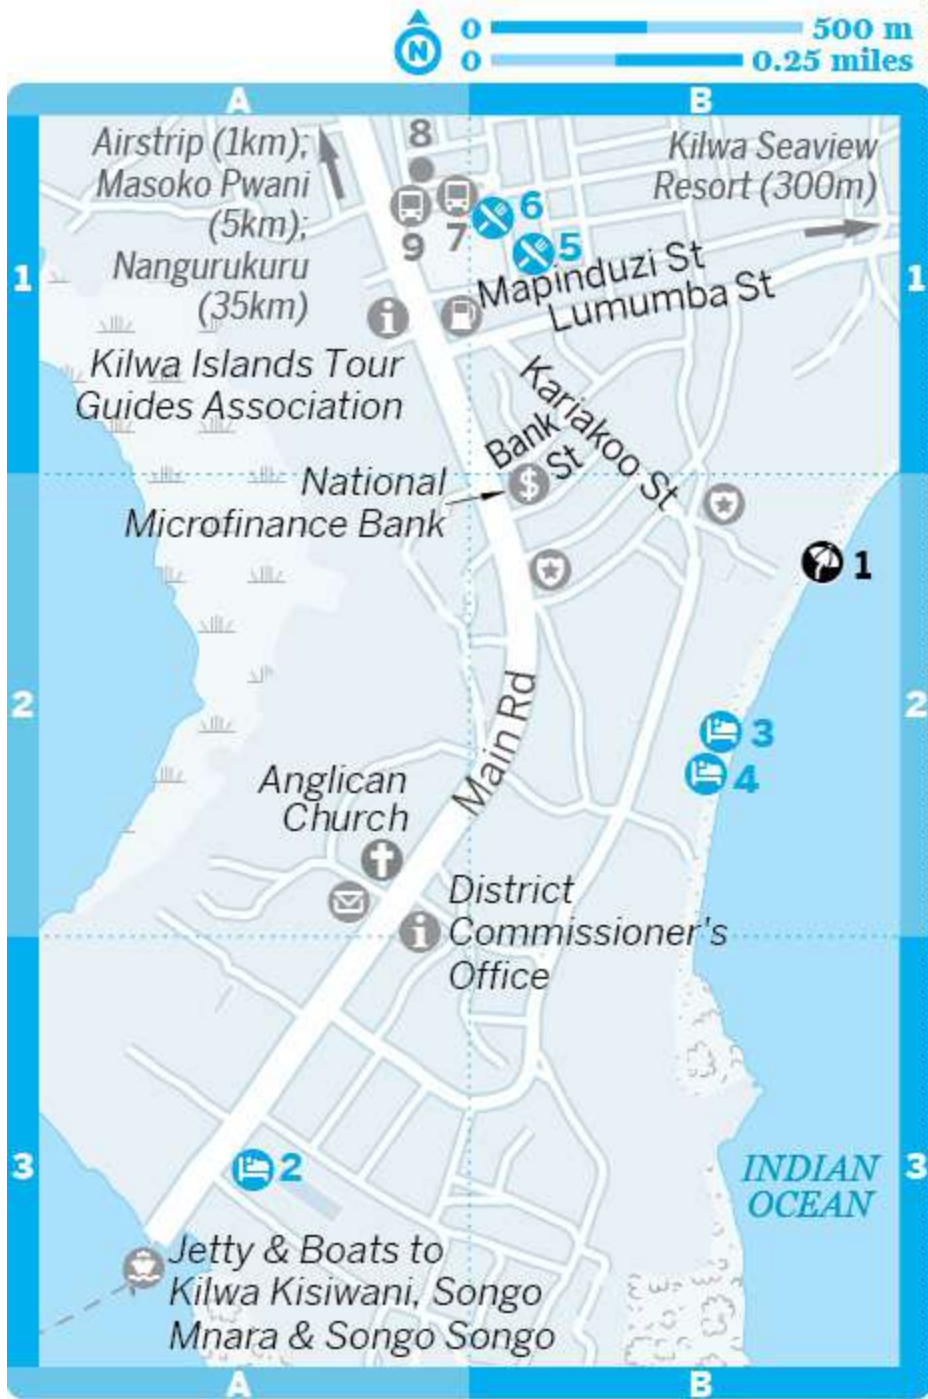 N
0 500 m
0 0.25 miles
A B
Airstrip (1km);
Masoko Pwani
(5km);
Nangurukuru
(35km)
8
9
7
6
5
Kilwa Seaview
Resort (300m)
1 1
Mapinduzi St
Lumumba St
i
Kilwa Islands Tour
Guides Association
Kariakoo St
Bank
St
$
National
Microfinance Bank
1
2 2
Main Rd
3
4
Anglican
Church
i
District
Commissioner's
Office
3 3
2
INDIAN
OCEAN
Jetty & Boats to
Kilwa Kisiwani, Songo
Mnara & Songo Songo
A B